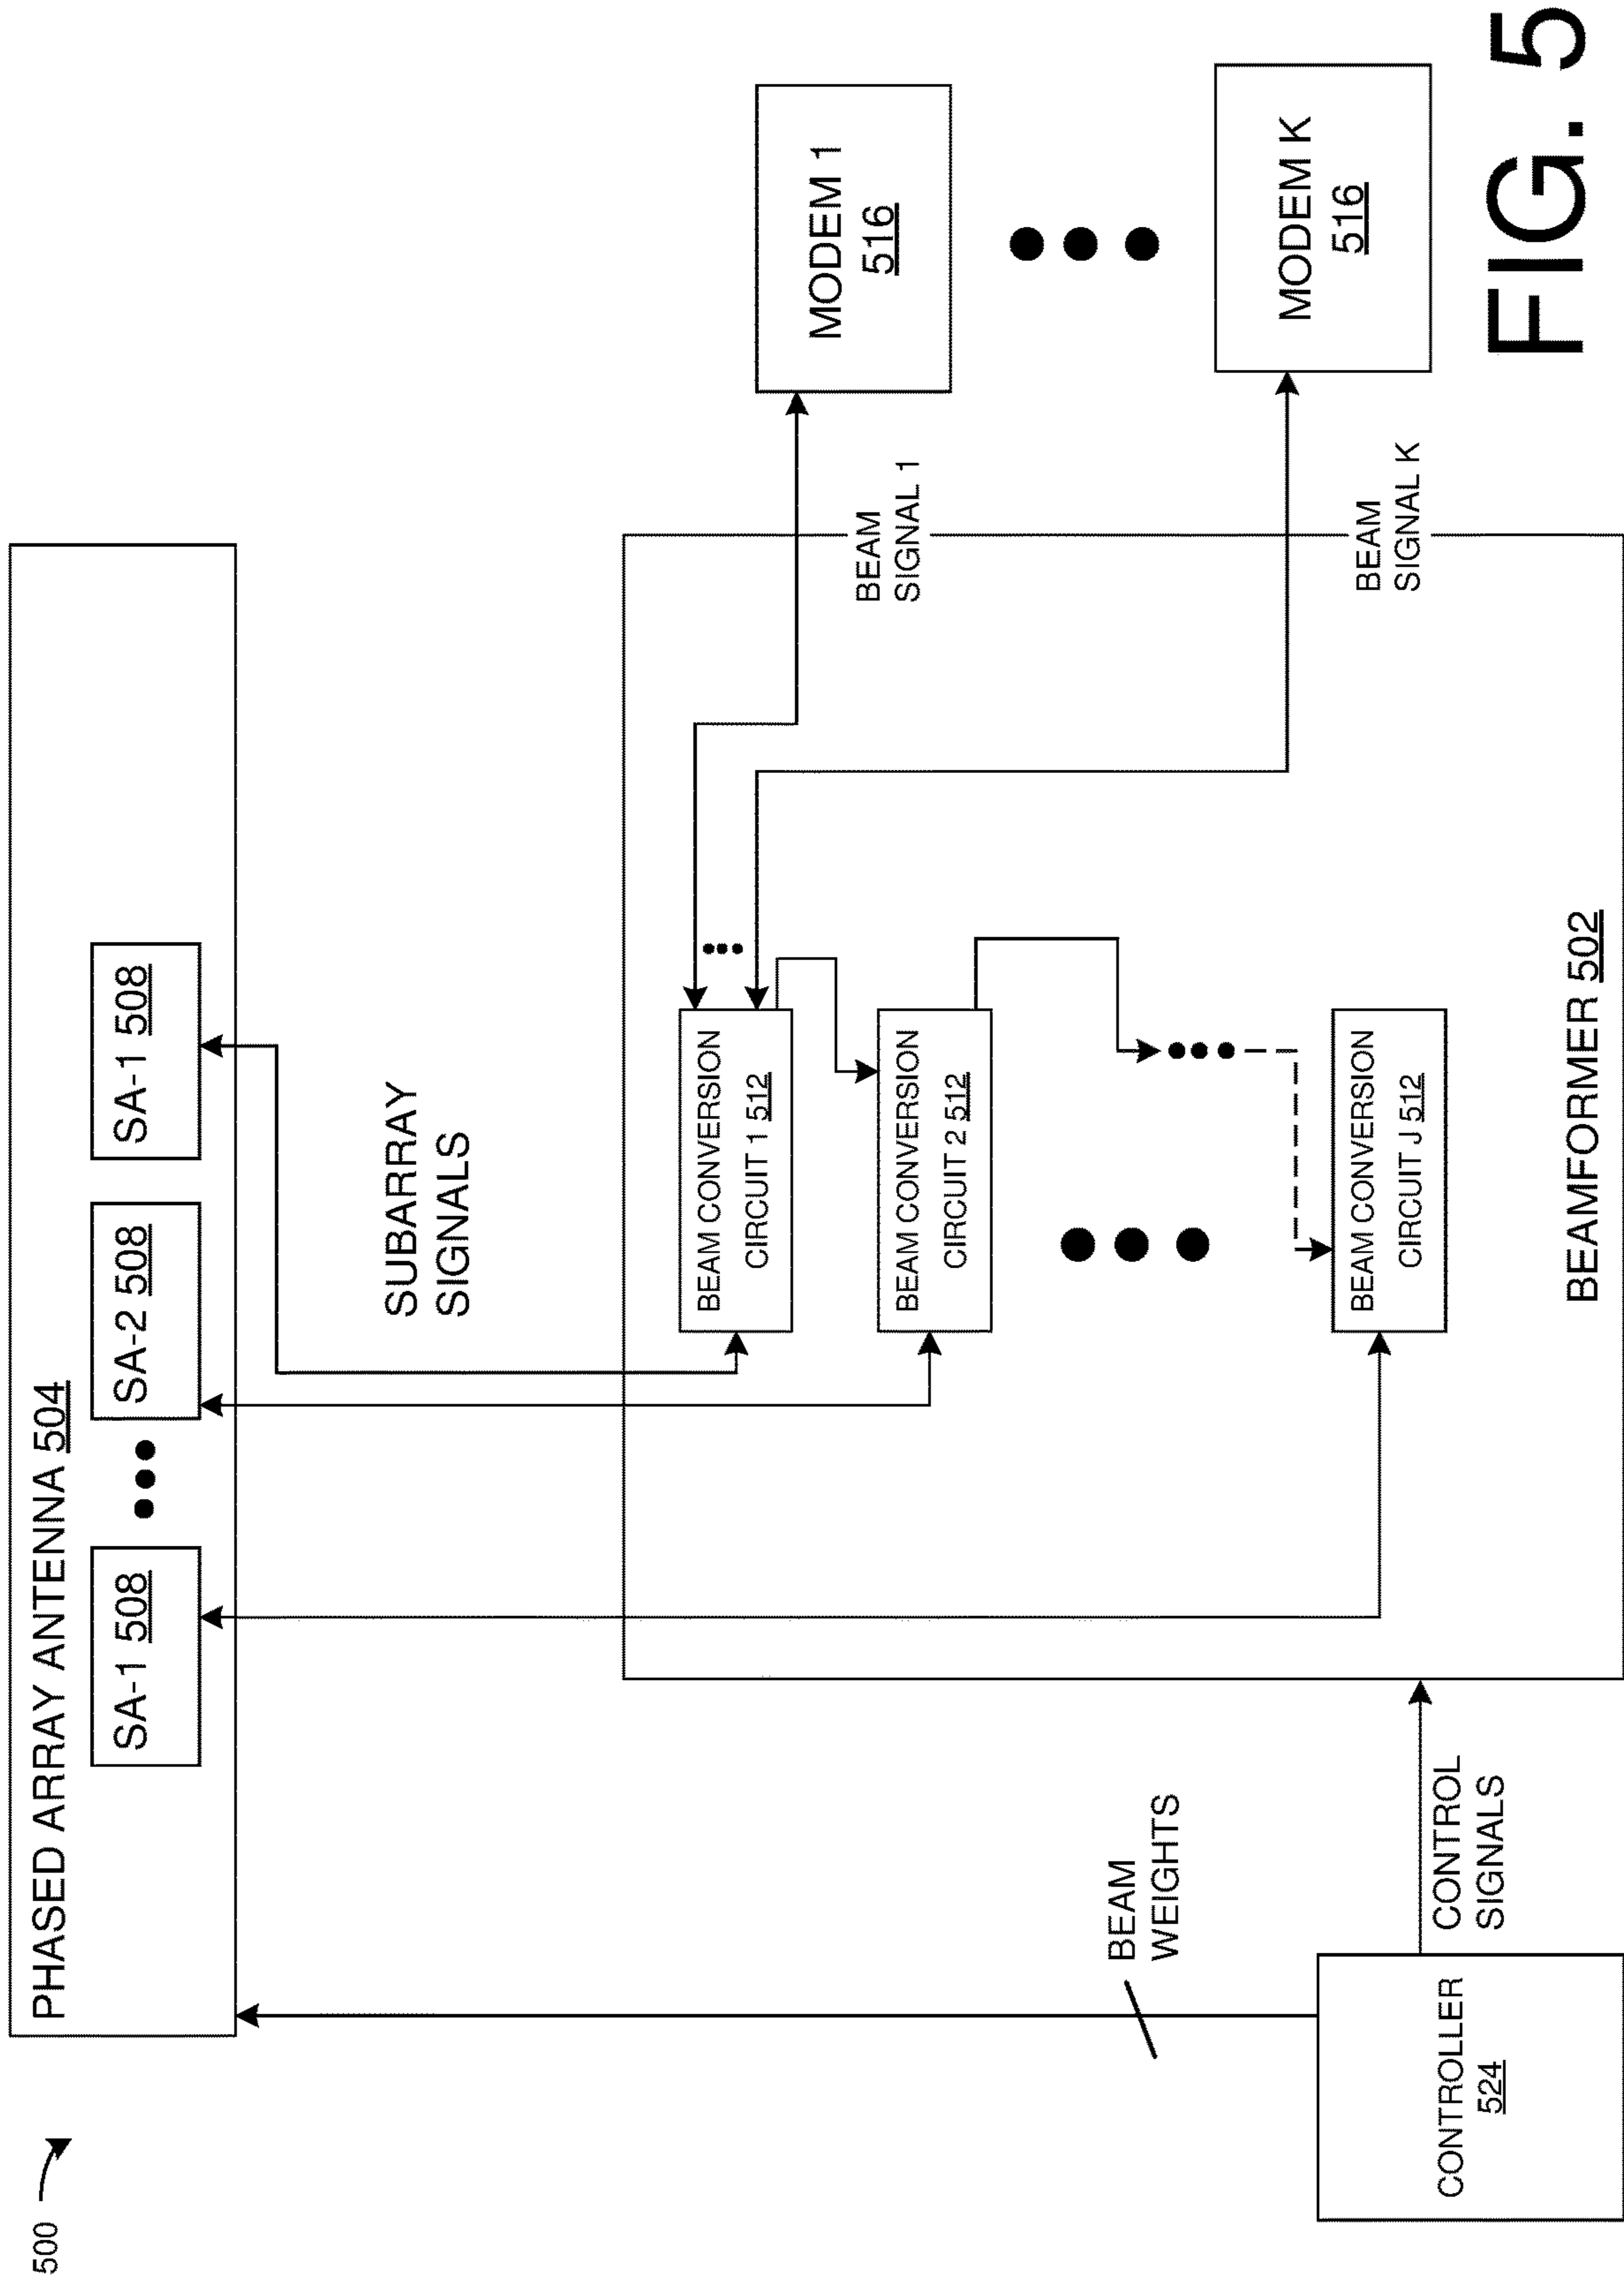 500
PHASED ARRAY ANTENNA 504
SA-1 508
SA-2 508
SA-1 508
SUBARRAY
SIGNALS
BEAM CONVERSION
CIRCUIT 1 512
BEAM CONVERSION
CIRCUIT 2 512
BEAM CONVERSION
CIRCUIT J 512
BEAMFORMER 502
BEAM
SIGNAL 1
BEAM
SIGNAL K
MODEM 1
516
MODEM K
516
BEAM
WEIGHTS
CONTROL
SIGNALS
CONTROLLER
524
FIG. 5